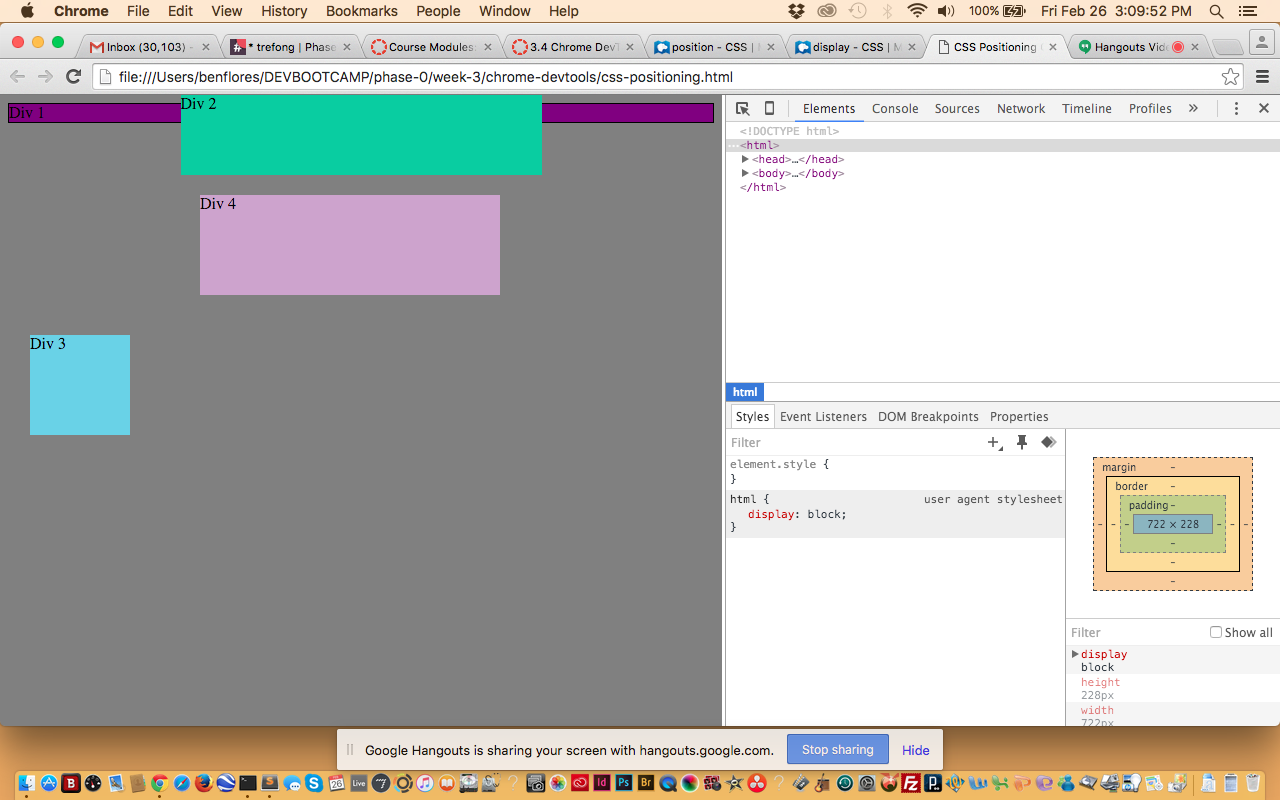 Chrome File Edit View History Bookmarks People Window Help 100% Fri Feb 26 3:09:52 PM
Inbox (30,103) - * trefong | Phase Course Modules: 3.4 Chrome DevT position - CSS | M display - CSS | M CSS Positioning Hangouts Vide
file:///Users/benflores/DEVBOOTCAMP/phase-0/week-3/chrome-devtools/css-positioning.html
Div 1
Div 2
Div 4
Div 3
Elements Console Sources Network Timeline Profiles »
<!DOCTYPE html>
…<html>
<head>…</head>
<body>…</body>
</html>
html
Styles Event Listeners DOM Breakpoints Properties
Filter
element.style {
}
html { user agent stylesheet
display: block;
}
margin -
border -
padding -
- - - 722 × 228 - - -
-
-
-
Filter Show all
display
block
height
228px
width
722px
Google Hangouts is sharing your screen with hangouts.google.com. Stop sharing Hide